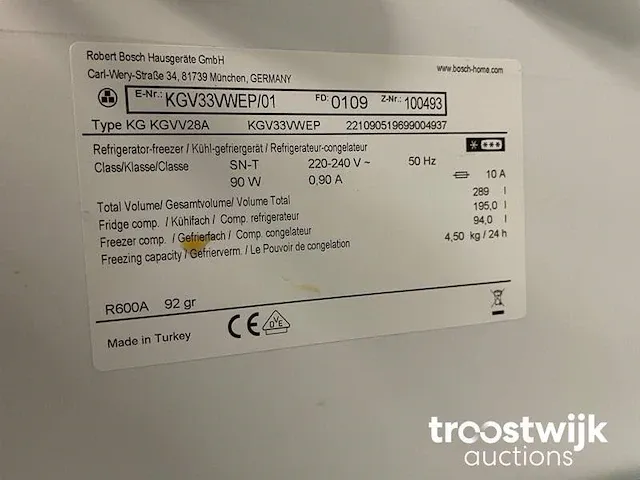 Robert Bosch Hausgeräte GmbH
Carl-Wery-Straße 34, 81739 München, GERMANY
www.bosch-home.com
E-Nr.: KGV33VWEP/01 FD: 0109 Z-Nr.: 100493
Type KG KGVV28A KGV33VWEP 221090519699004937
Refrigerator-freezer / Kühl-gefriergerät / Refrigerateur-congelateur
Class/Klasse/Classe SN-T 220-240 V ~ 50 Hz
90 W 0,90 A 10 A
Total Volume/ Gesamtvolume/ Volume Total 289 l
Fridge comp. / Kühlfach / Comp. refrigerateur 195,0 l
Freezer comp. / Gefrierfach / Comp. congelateur 94,0 l
Freezing capacity / Gefrierverm. / Le Pouvoir de congelation 4,50 kg / 24 h
R600A 92 gr
CE OVE
Made in Turkey
troostwijk
auctions